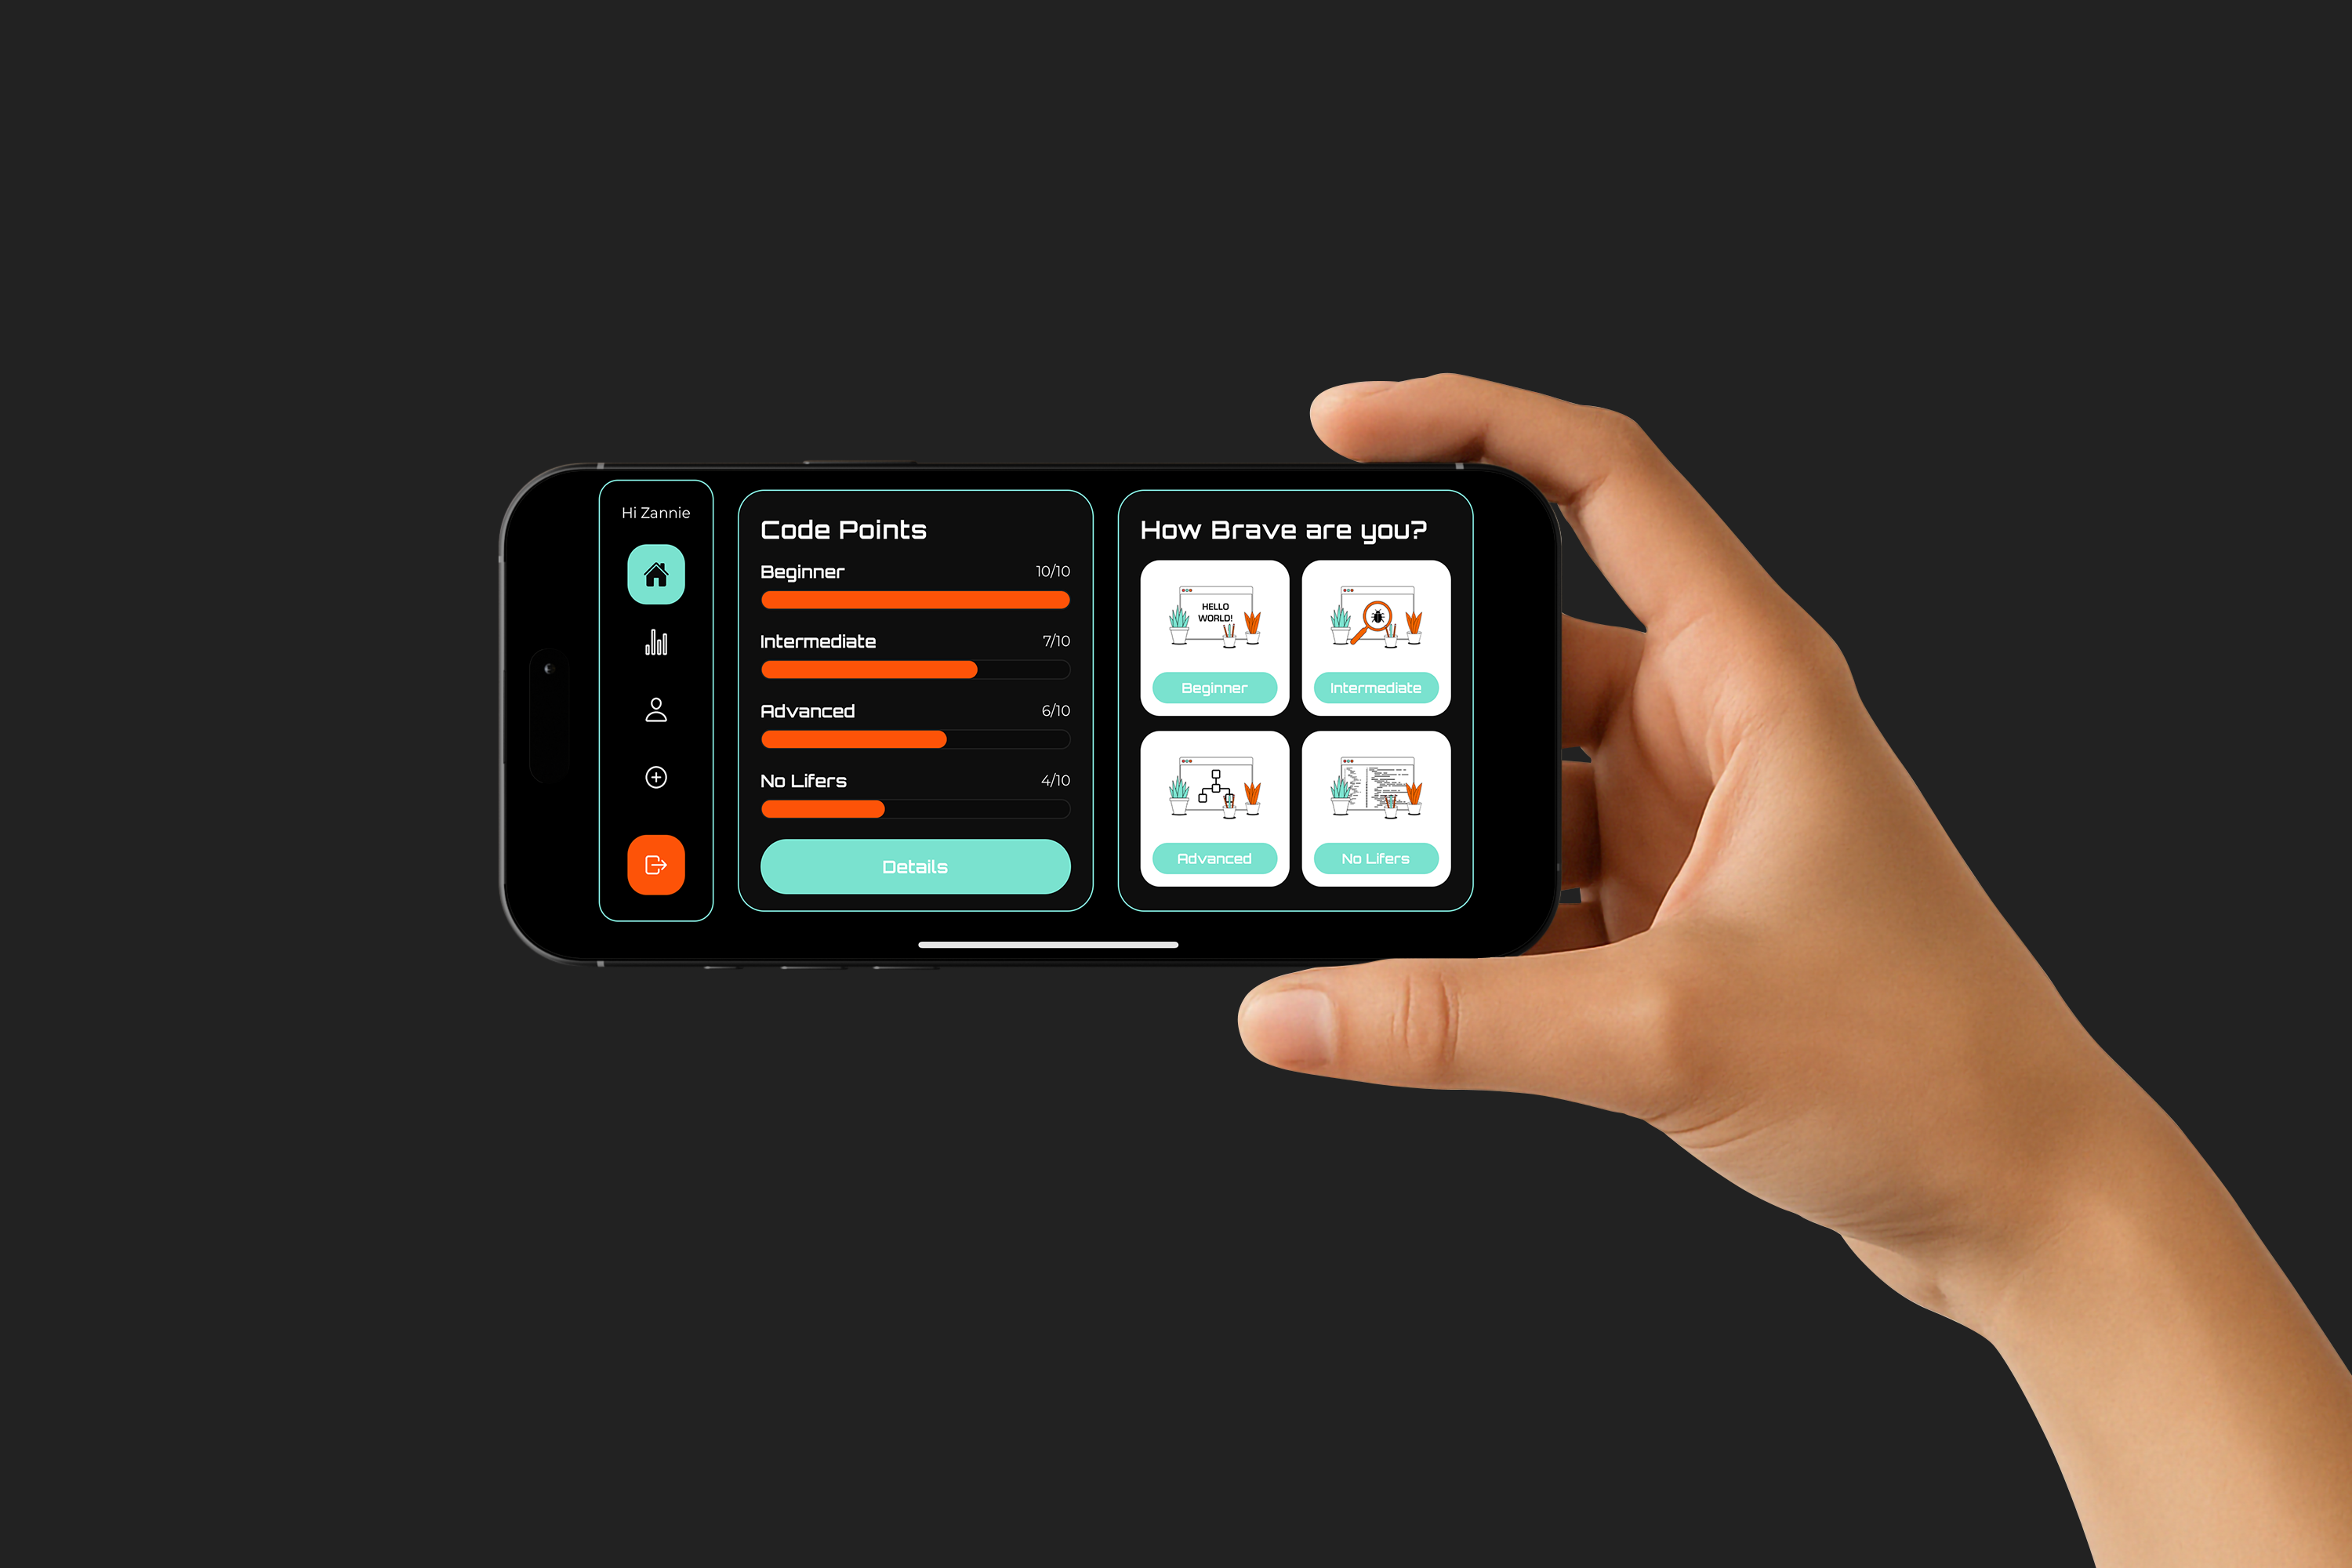 Hi Zannie
Code Points
Beginner 10/10
Intermediate 7/10
Advanced 6/10
No Lifers 4/10
Details
How Brave are you?
HELLO
WORLD!
Beginner
Intermediate
Advanced
No Lifers